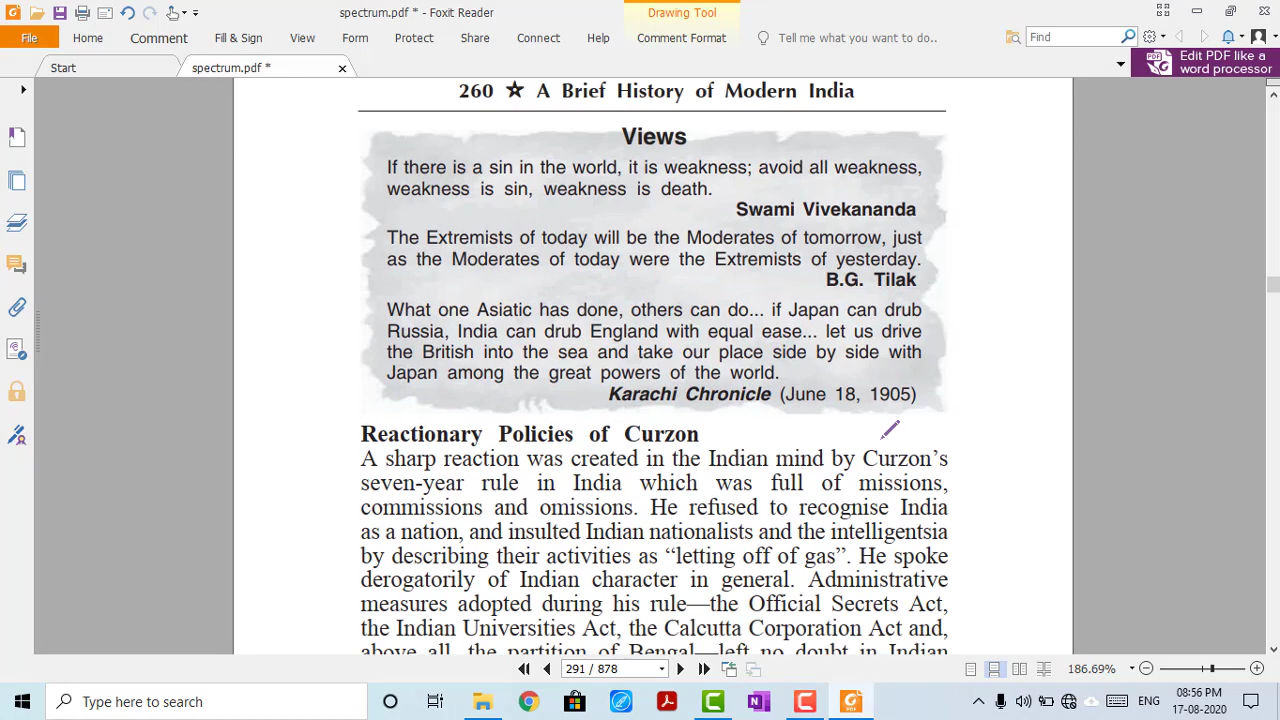 spectrum.pdf * - Foxit Reader
Drawing Tool
File Home Comment Fill & Sign View Form Protect Share Connect Help Comment Format Tell me what you want to do.. Find
Start spectrum.pdf * Edit PDF like a
word processor
260 ☆ A Brief History of Modern India
Views
If there is a sin in the world, it is weakness; avoid all weakness,
weakness is sin, weakness is death.
Swami Vivekananda
The Extremists of today will be the Moderates of tomorrow, just
as the Moderates of today were the Extremists of yesterday.
B.G. Tilak
What one Asiatic has done, others can do... if Japan can drub
Russia, India can drub England with equal ease... let us drive
the British into the sea and take our place side by side with
Japan among the great powers of the world.
Karachi Chronicle (June 18, 1905)
Reactionary Policies of Curzon
A sharp reaction was created in the Indian mind by Curzon's
seven-year rule in India which was full of missions,
commissions and omissions. He refused to recognise India
as a nation, and insulted Indian nationalists and the intelligentsia
by describing their activities as “letting off of gas”. He spoke
derogatorily of Indian character in general. Administrative
measures adopted during his rule—the Official Secrets Act,
the Indian Universities Act, the Calcutta Corporation Act and,
above all, the partition of Bengal—left no doubt in Indian
291 / 878 186.69%
Type here to search ENG 08:56 PM
17-08-2020